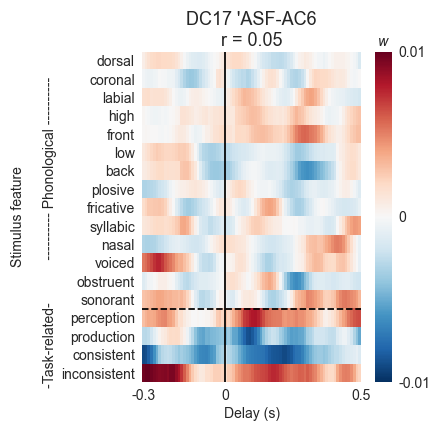 DC17 'ASF-AC6
r = 0.05
w
dorsal
coronal
labial
high
front
low
back
plosive
fricative
syllabic
nasal
voiced
obstruent
sonorant
perception
production
consistent
inconsistent
Stimulus feature
-Task-related- ---------- Phonological ----------
-0.3
0
0.5
Delay (s)
0.01
0
-0.01